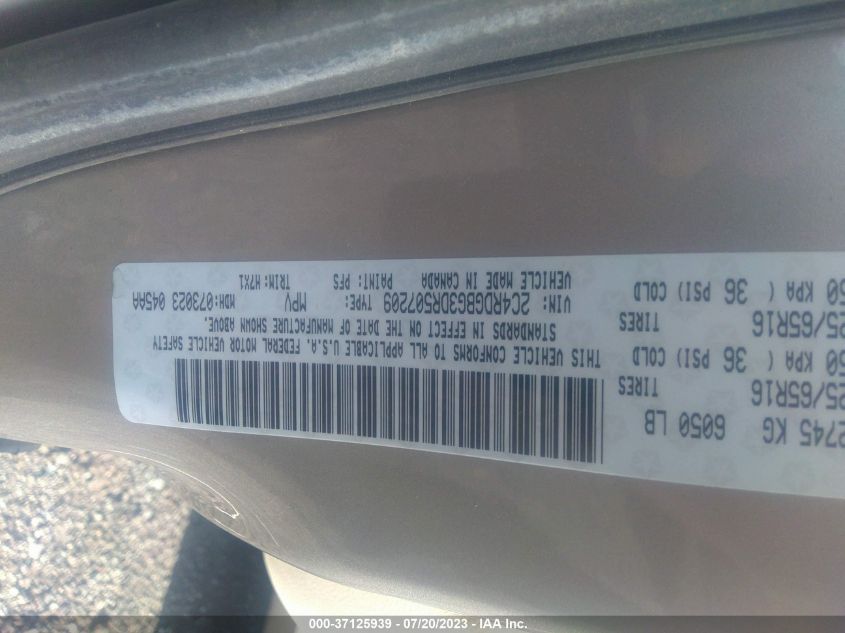 2745 KG 6050 LB
25/65R16 TIRES
50 KPA ( 36 PSI) COLD
25/65R16 TIRES
50 KPA ( 36 PSI) COLD
THIS VEHICLE CONFORMS TO ALL APPLICABLE U.S.A. FEDERAL MOTOR VEHICLE SAFETY
STANDARDS IN EFFECT ON THE DATE OF MANUFACTURE SHOWN ABOVE.
VIN: 2C4RDGBG3DR507209 TYPE: MPV MDH:073023 045AA
VEHICLE MADE IN CANADA PAINT: PFS TRIM: M7X1
000-37125939 - 07/20/2023 - © IAA Inc.